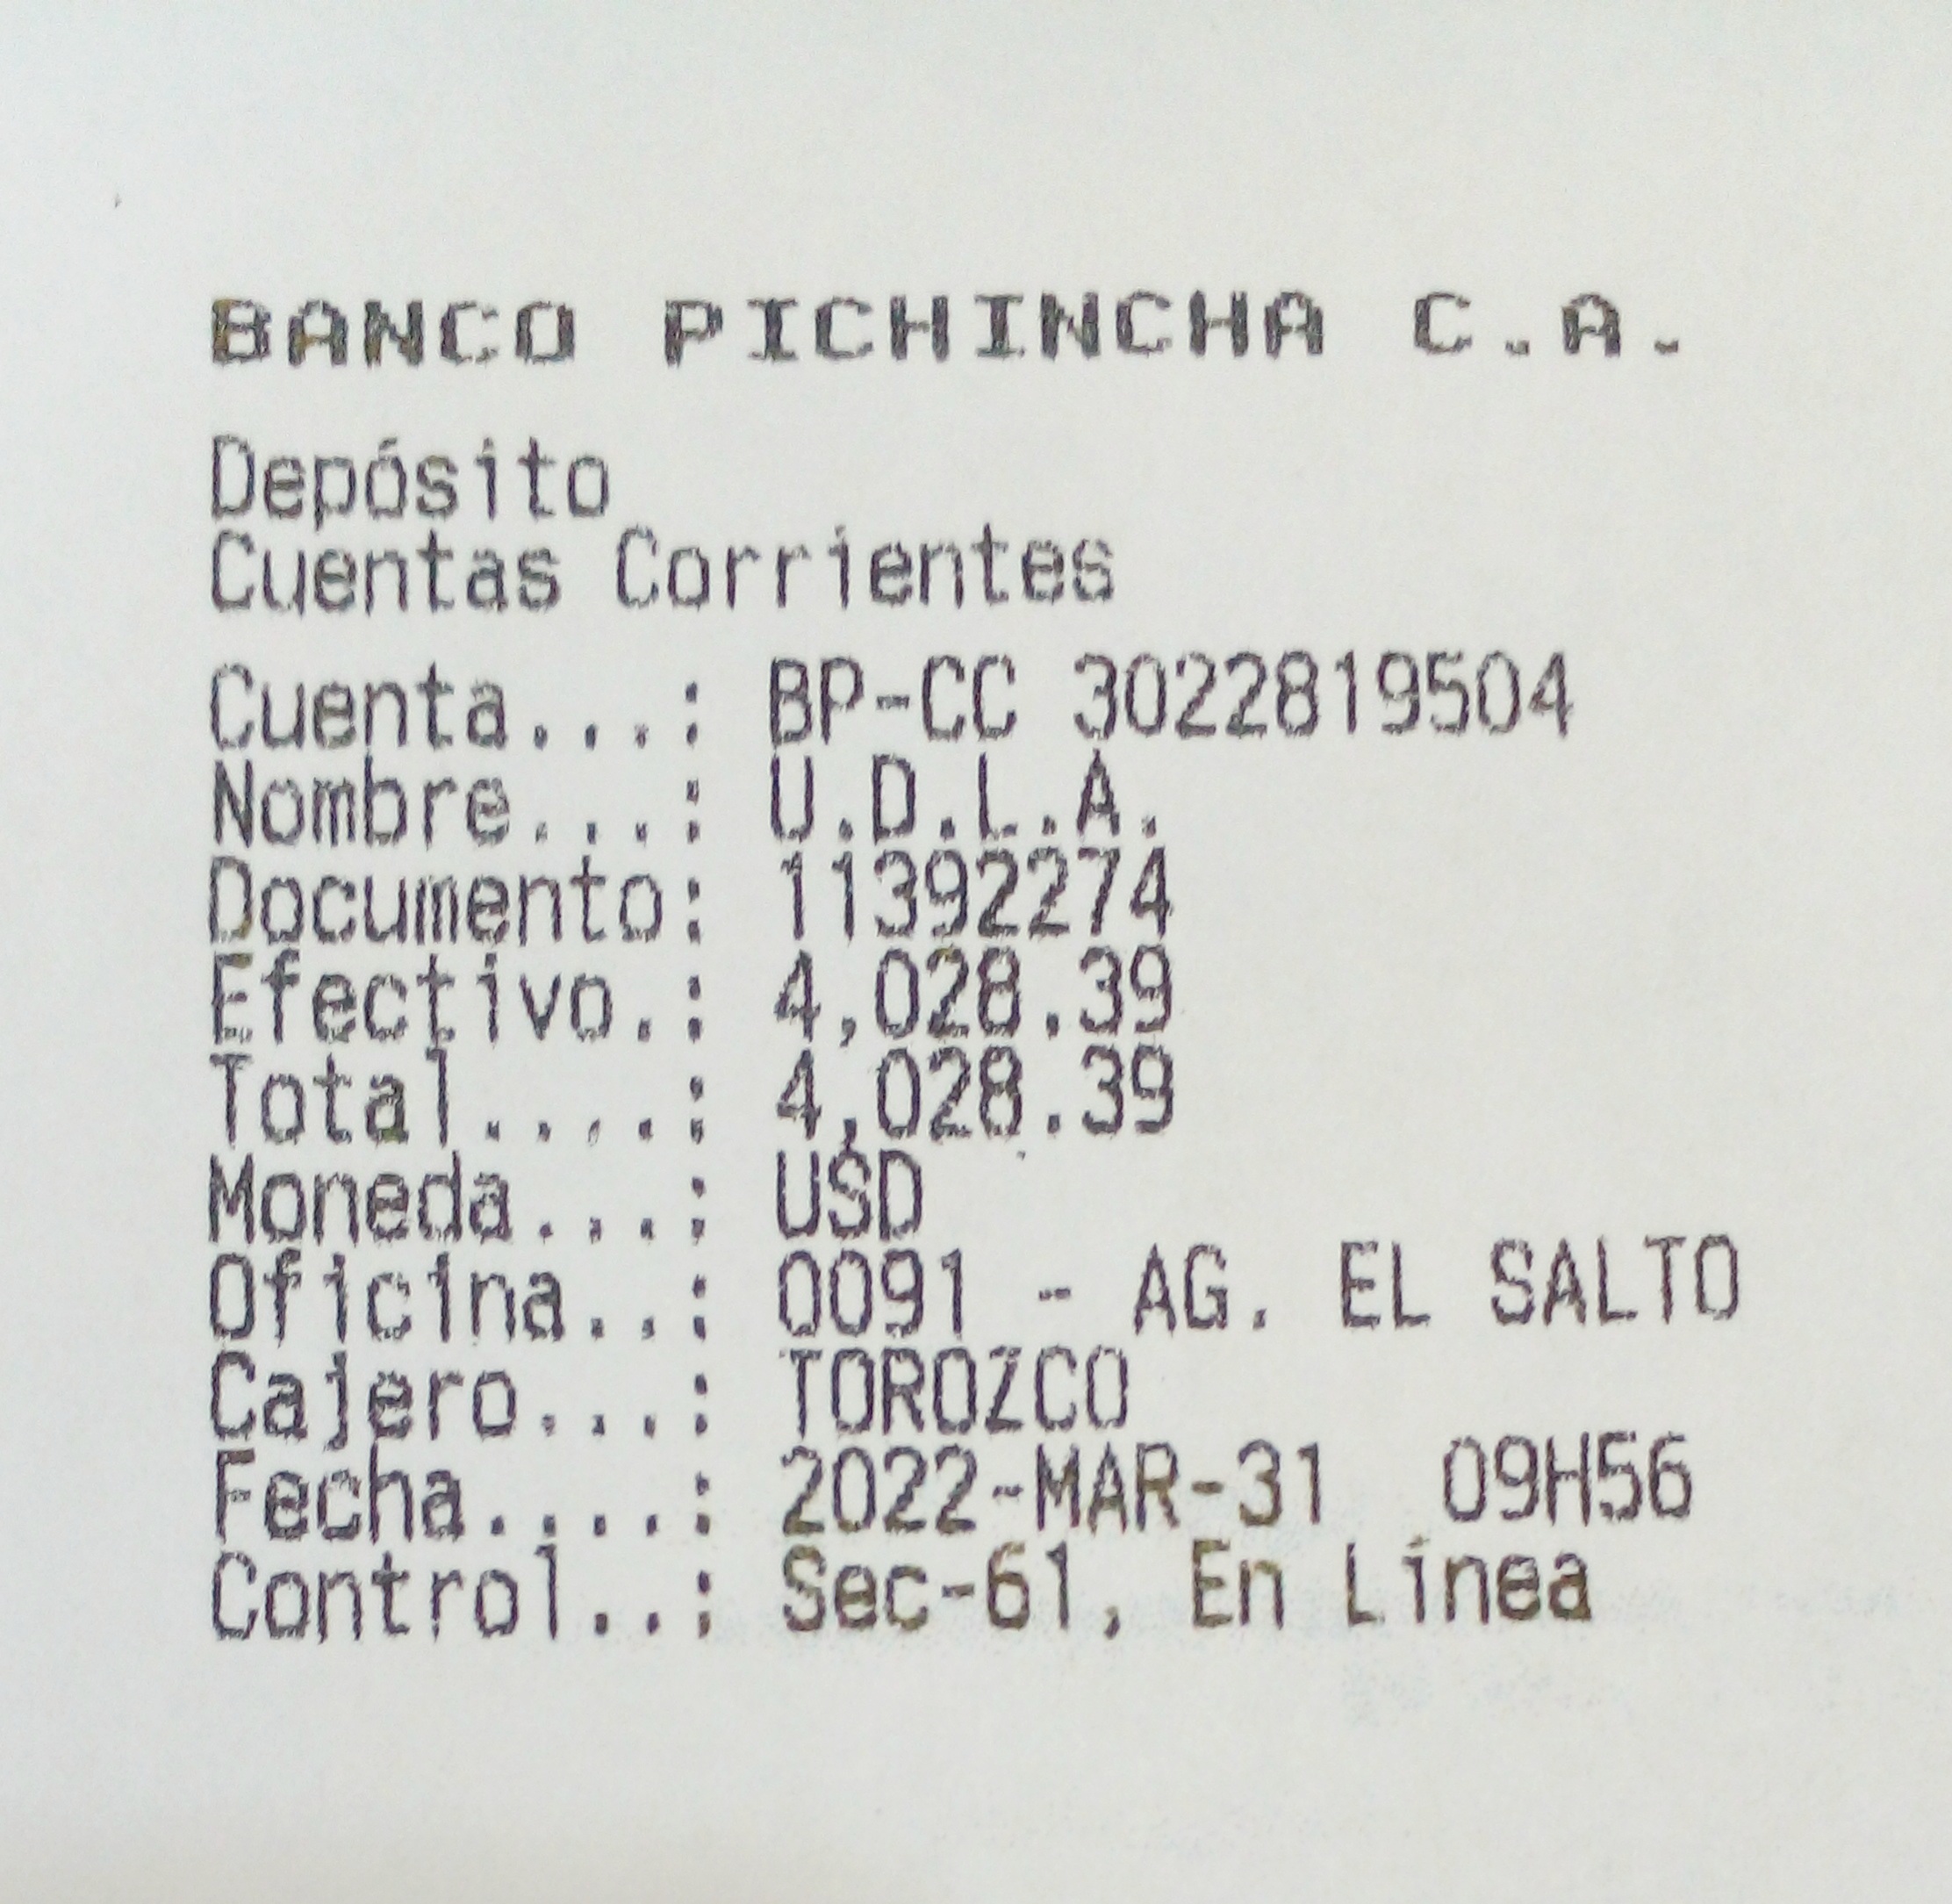 BANCO PICHINCHA C.A.
Depósito
Cuentas Corrientes
Cuenta...: BP-CC 3022819504
Nombre...: U.D.L.A.
Documento: 11392274
Efectivo.: 4,028.39
Total....: 4,028.39
Moneda...: USD
Oficina..: 0091 - AG. EL SALTO
Cajero...: TOROZCO
Fecha....: 2022-MAR-31 09H56
Control..: Sec-61, En Línea